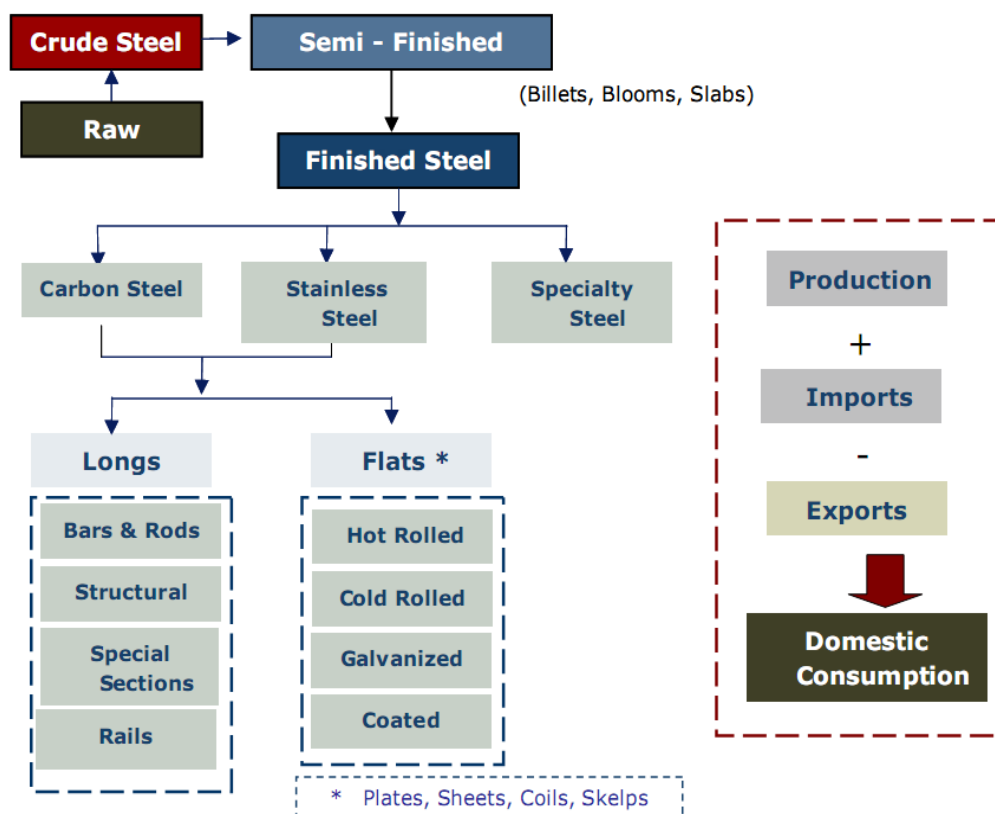 Crude Steel
Semi - Finished
(Billets, Blooms, Slabs)
Raw
Finished Steel
Carbon Steel
Stainless
Steel
Specialty
Steel
Longs
Flats *
Bars & Rods
Structural
Special
Sections
Rails
Hot Rolled
Cold Rolled
Galvanized
Coated
* Plates, Sheets, Coils, Skelps
Production
+
Imports
-
Exports
Domestic
Consumption